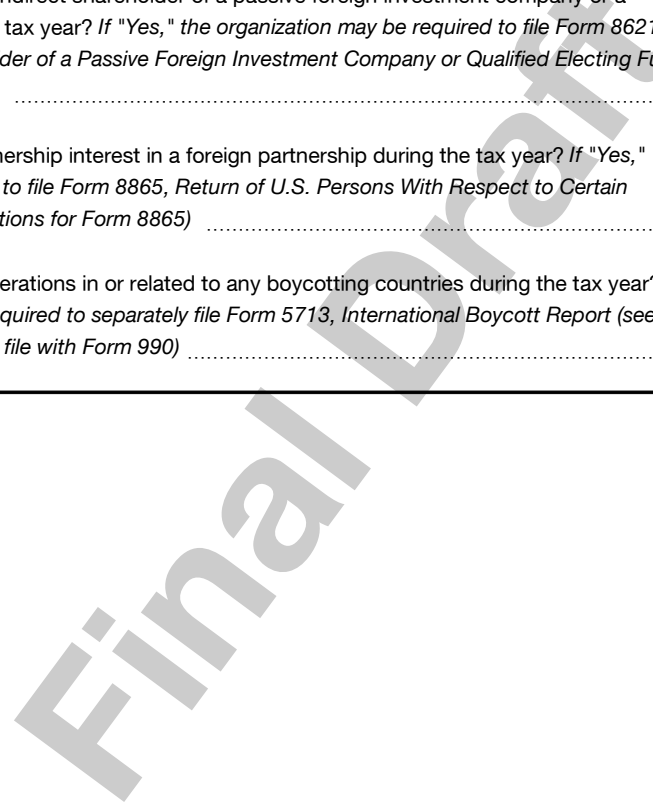 ndirect shareholder of a passive foreign investment company or a
tax year? If "Yes," the organization may be required to file Form 8621
der of a Passive Foreign Investment Company or Qualified Electing Fu
nership interest in a foreign partnership during the tax year? If "Yes,"
to file Form 8865, Return of U.S. Persons With Respect to Certain
tions for Form 8865)
erations in or related to any boycotting countries during the tax year?
quired to separately file Form 5713, International Boycott Report (see
file with Form 990)
Final Draft